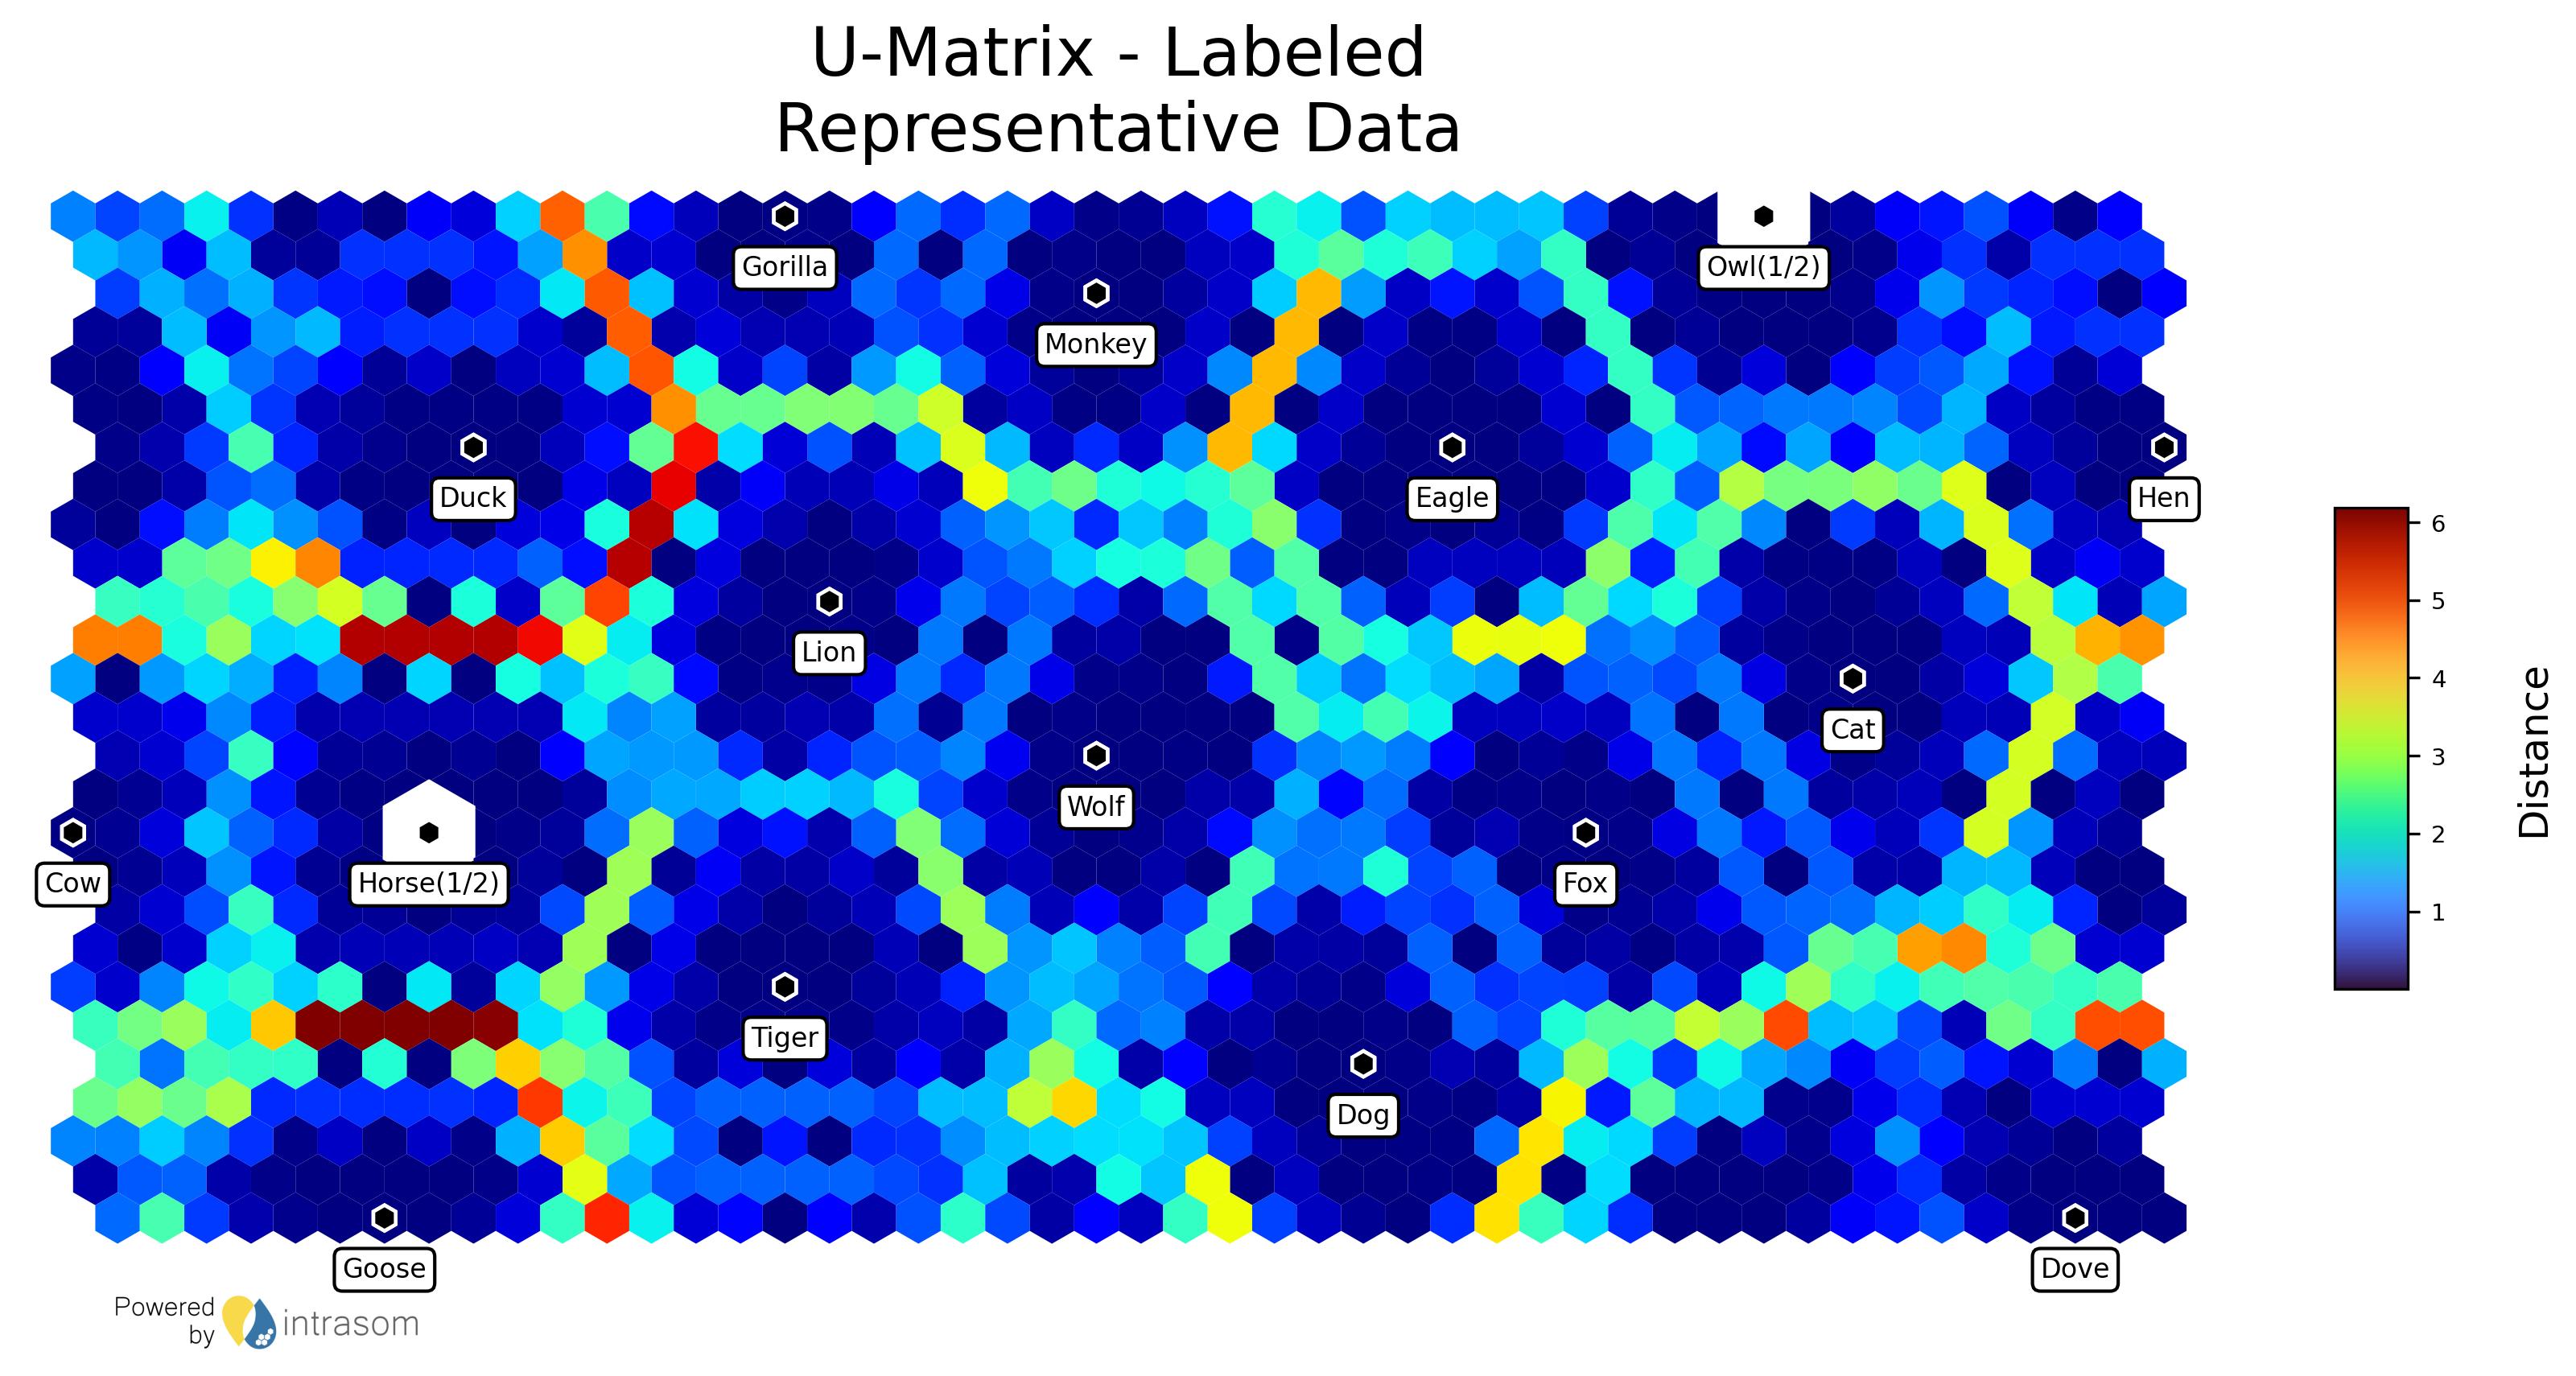 U-Matrix - Labeled
Representative Data
Gorilla
Owl(1/2)
Monkey
Duck
Eagle
Hen
Lion
Cat
Wolf
Cow
Horse(1/2)
Fox
Tiger
Dog
Goose
Dove
6
5
4
3
2
1
Distance
Powered
by
intrasom